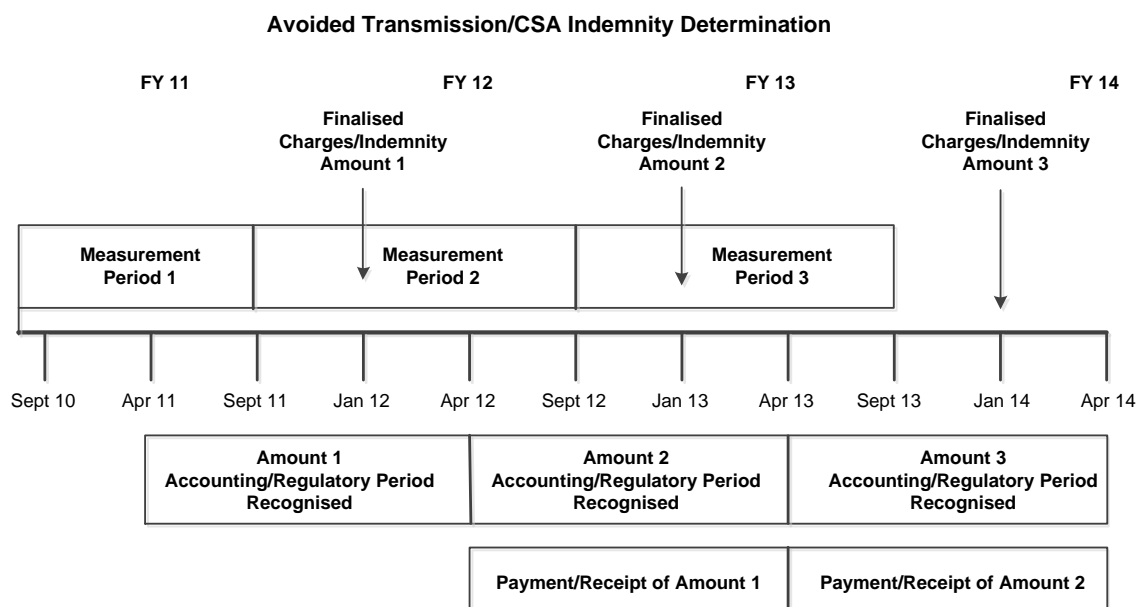 Avoided Transmission/CSA Indemnity Determination
FY 11
FY 12
FY 13
FY 14
Finalised
Charges/Indemnity
Amount 1
Finalised
Charges/Indemnity
Amount 2
Finalised
Charges/Indemnity
Amount 3
Measurement
Period 1
Measurement
Period 2
Measurement
Period 3
Sept 10
Apr 11
Sept 11
Jan 12
Apr 12
Sept 12
Jan 13
Apr 13
Sept 13
Jan 14
Apr 14
Amount 1
Accounting/Regulatory Period
Recognised
Amount 2
Accounting/Regulatory Period
Recognised
Amount 3
Accounting/Regulatory Period
Recognised
Payment/Receipt of Amount 1
Payment/Receipt of Amount 2